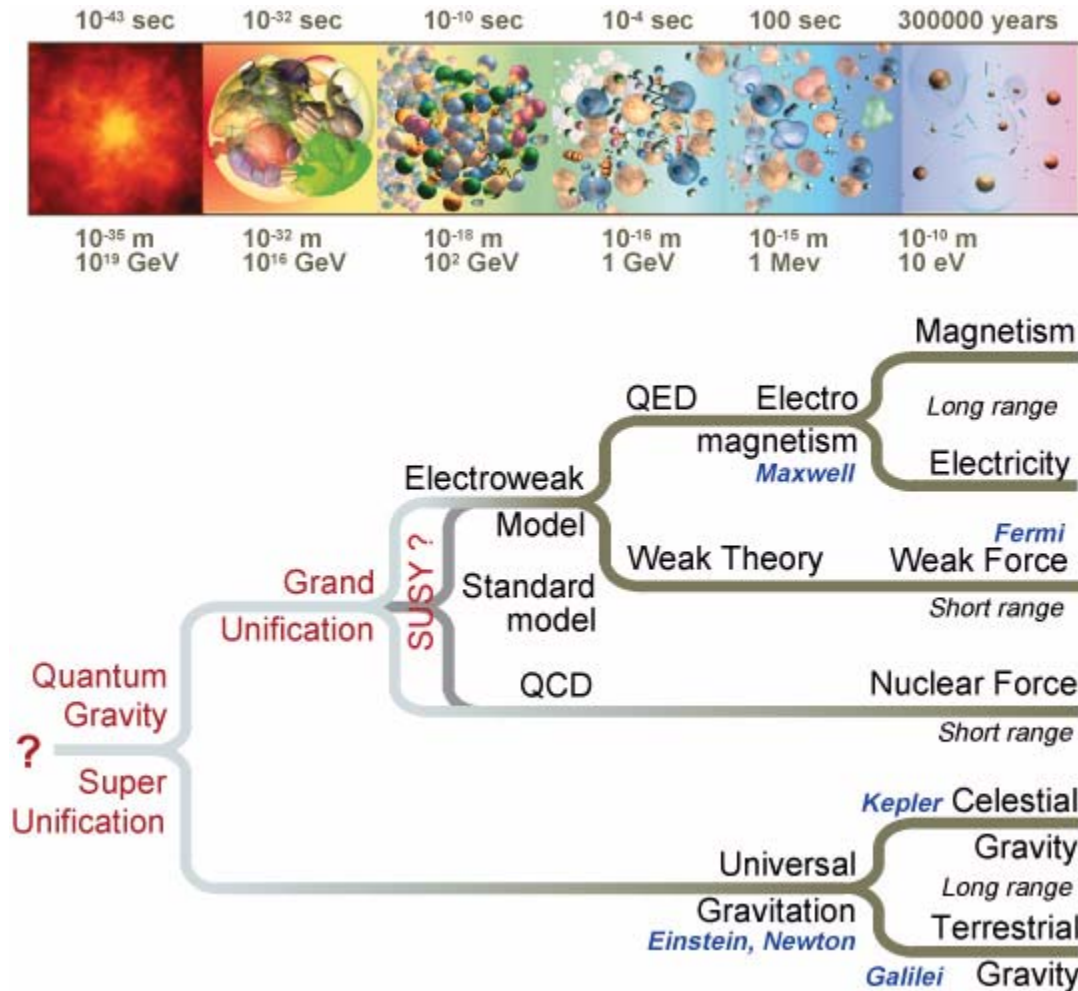 10⁻⁴³ sec 10⁻³² sec 10⁻¹⁰ sec 10⁻⁴ sec 100 sec 300000 years
10⁻³⁵ m 10⁻³² m 10⁻¹⁸ m 10⁻¹⁶ m 10⁻¹⁵ m 10⁻¹⁰ m
10¹⁹ GeV 10¹⁶ GeV 10² GeV 1 GeV 1 Mev 10 eV
Magnetism
QED Electro
Long range
magnetism
Maxwell
Electricity
Electroweak
Model
SUSY ?
Fermi
Weak Theory Weak Force
Short range
Grand
Unification
Standard
model
QCD
Nuclear Force
Short range
Quantum
Gravity
?
Super
Unification
Kepler Celestial
Gravity
Universal
Long range
Gravitation
Einstein, Newton
Terrestrial
Galilei Gravity